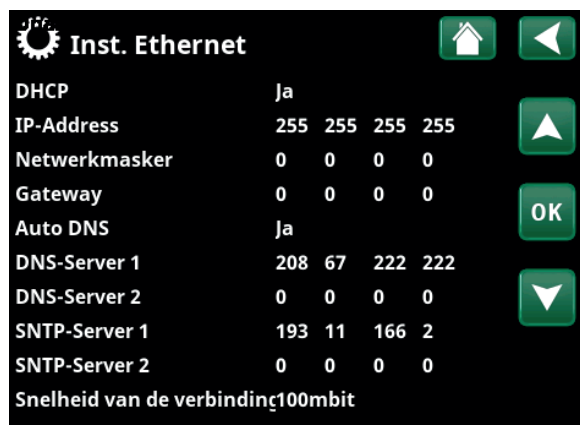 Inst. Ethernet
DHCP Ja
IP-Address 255 255 255 255
Netwerkmasker 0 0 0 0
Gateway 0 0 0 0
Auto DNS Ja
OK
DNS-Server 1 208 67 222 222
DNS-Server 2 0 0 0 0
SNTP-Server 1 193 11 166 2
SNTP-Server 2 0 0 0 0
Snelheid van de verbinding 100mbit